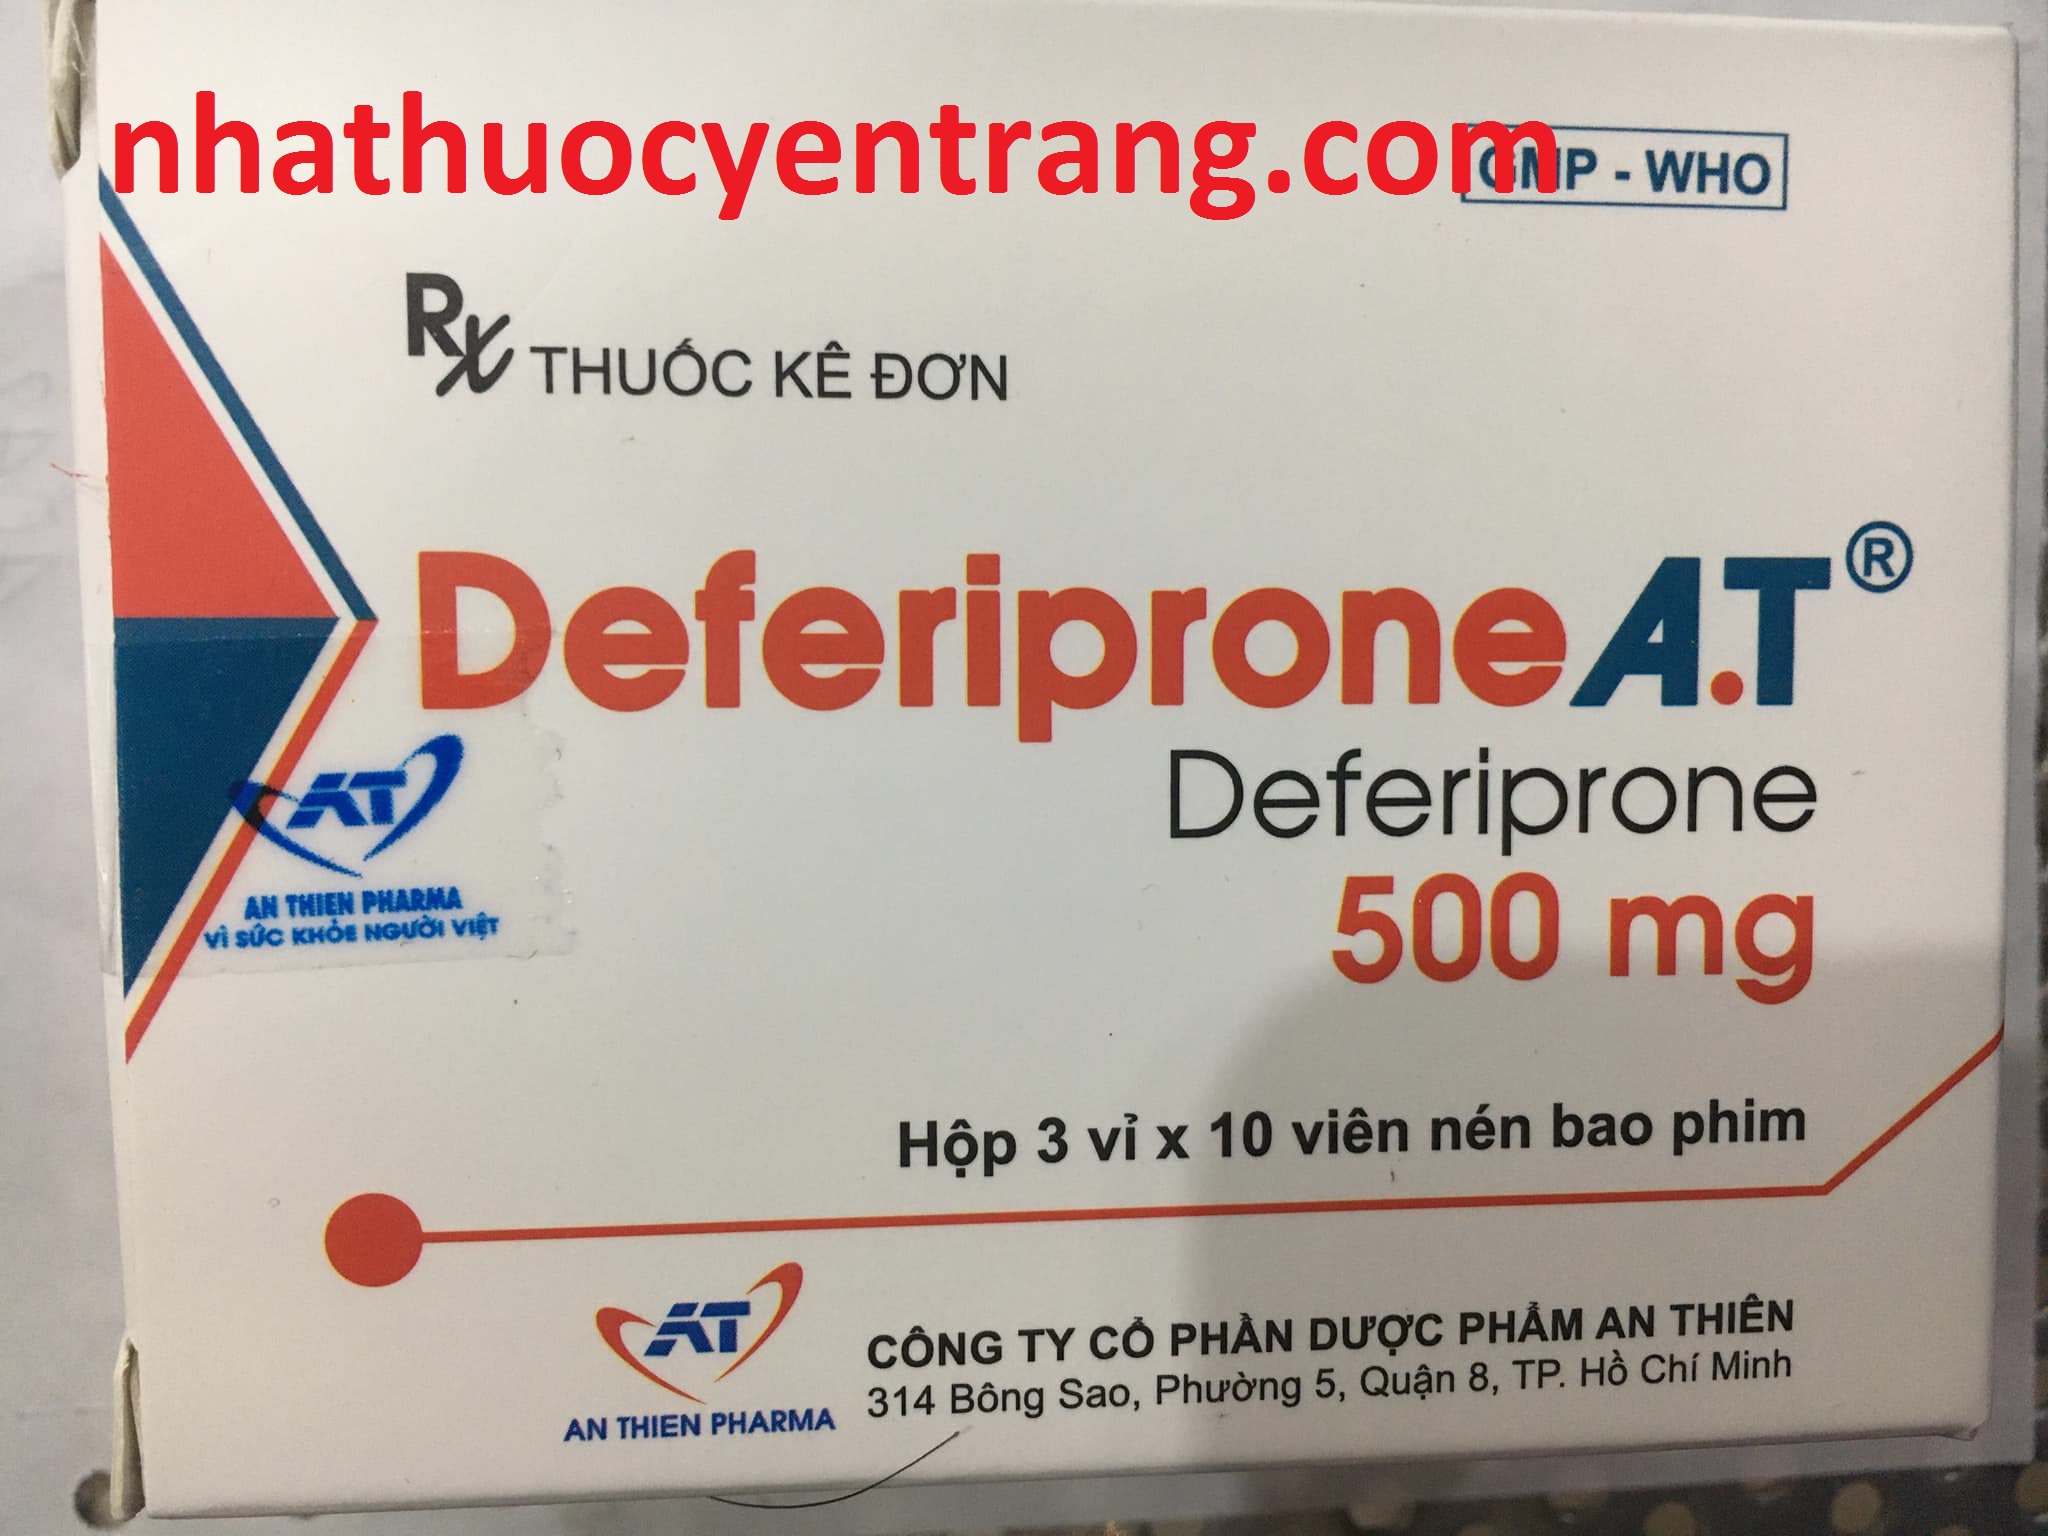 nhathuocyentrang.com
GMP - WHO
Rx THUỐC KÊ ĐƠN
DeferiproneA.T®
Deferiprone
500 mg
AT
AN THIEN PHARMA
VÌ SỨC KHỎE NGƯỜI VIỆT
Hộp 3 vỉ x 10 viên nén bao phim
AT
AN THIEN PHARMA
CÔNG TY CỔ PHẦN DƯỢC PHẨM AN THIÊN
314 Bông Sao, Phường 5, Quận 8, TP. Hồ Chí Minh